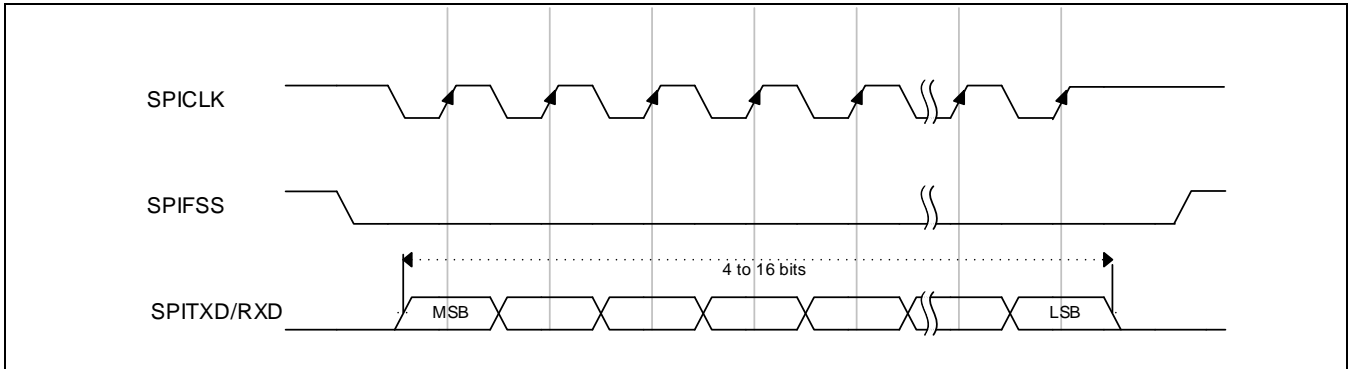 SPICLK
SPIFSS
4 to 16 bits
SPITXD/RXD
MSB
LSB